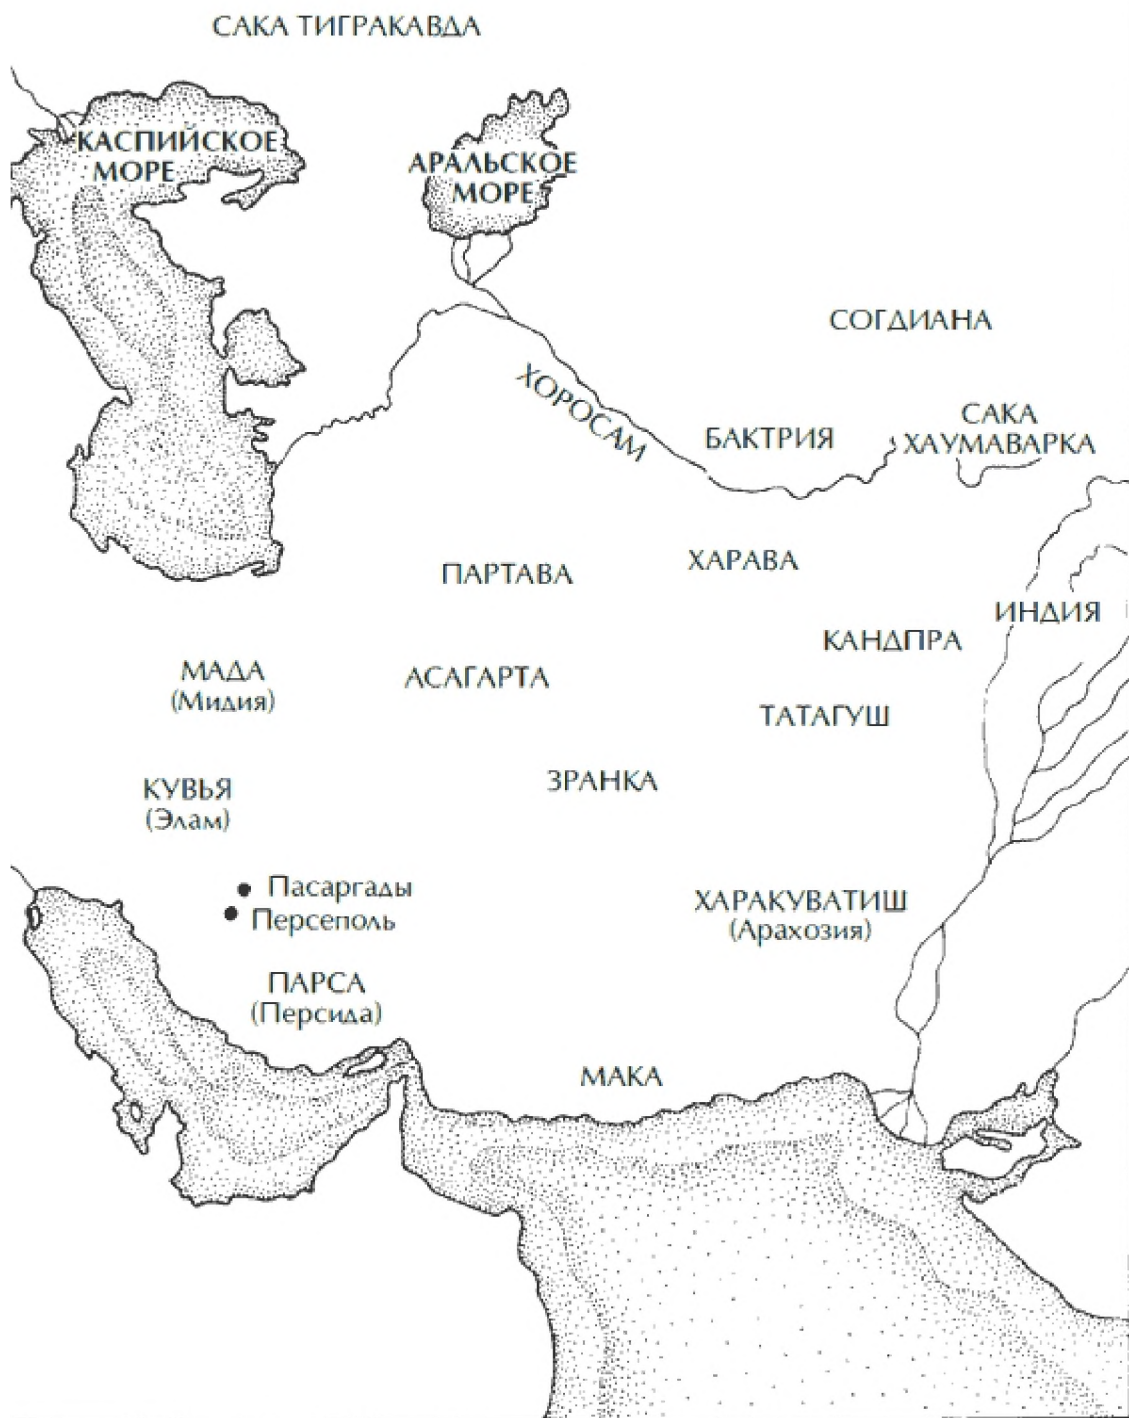 САКА ТИГРАКАВДА
КАСПИЙСКОЕ
МОРЕ
АРАЛЬСКОЕ
МОРЕ
СОГДИАНА
ХОРОСАМ
БАКТРИЯ
САКА
ХАУМАВАРКА
ПАРТАВА
ХАРАВА
ИНДИЯ
КАНДПРА
МАДА
(Мидия)
АСАГАРТА
ТАТАГУШ
КУВЬЯ
(Элам)
ЗРАНКА
Пасаргады
Персеполь
ХАРАКУВАТИШ
(Арахозия)
ПАРСА
(Персида)
МАКА